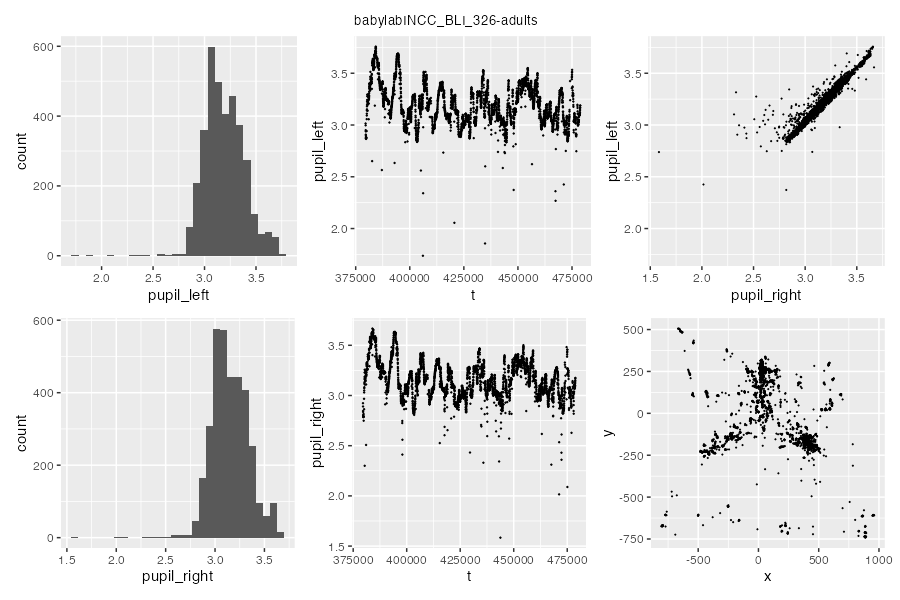 babylabINCC_BLI_326-adults
600
400
200
0
count
2.0 2.5 3.0 3.5
pupil_left
3.5
3.0
2.5
2.0
pupil_left
375000 400000 425000 450000 475000
t
3.5
3.0
2.5
2.0
pupil_left
1.5 2.0 2.5 3.0 3.5
pupil_right
600
400
200
0
count
1.5 2.0 2.5 3.0 3.5
pupil_right
3.5
3.0
2.5
2.0
1.5
pupil_right
375000 400000 425000 450000 475000
t
500
250
0
-250
-500
-750
y
-500 0 500 1000
x